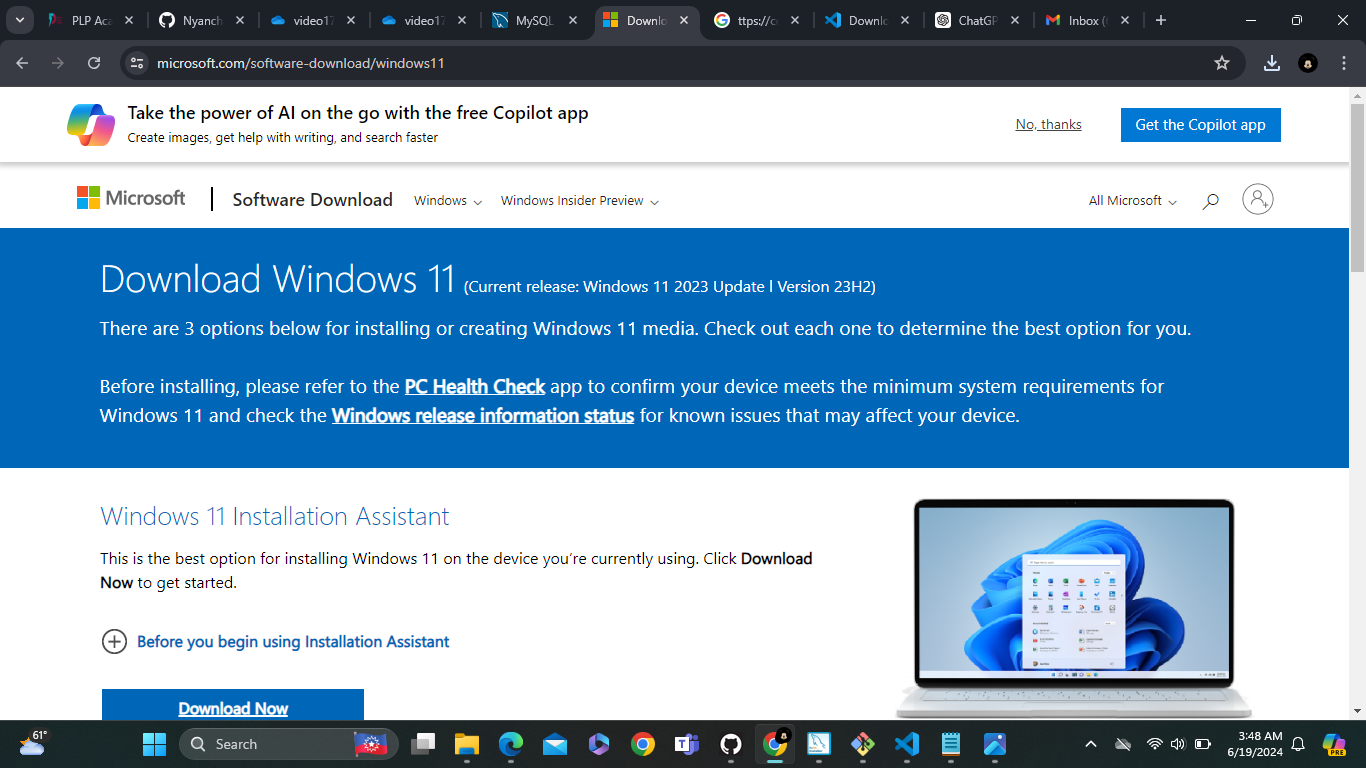 PLP Aca
Nyanch
video17
video17
MySQL
Downlo
ttps://c
Downlo
ChatGP
Inbox (
microsoft.com/software-download/windows11
Take the power of AI on the go with the free Copilot app
Create images, get help with writing, and search faster
No, thanks
Get the Copilot app
Microsoft
Software Download
Windows
Windows Insider Preview
All Microsoft
Download Windows 11 (Current release: Windows 11 2023 Update l Version 23H2)
There are 3 options below for installing or creating Windows 11 media. Check out each one to determine the best option for you.
Before installing, please refer to the PC Health Check app to confirm your device meets the minimum system requirements for
Windows 11 and check the Windows release information status for known issues that may affect your device.
Windows 11 Installation Assistant
This is the best option for installing Windows 11 on the device you’re currently using. Click Download
Now to get started.
Before you begin using Installation Assistant
Download Now
61°
Search
3:48 AM
6/19/2024
PRE